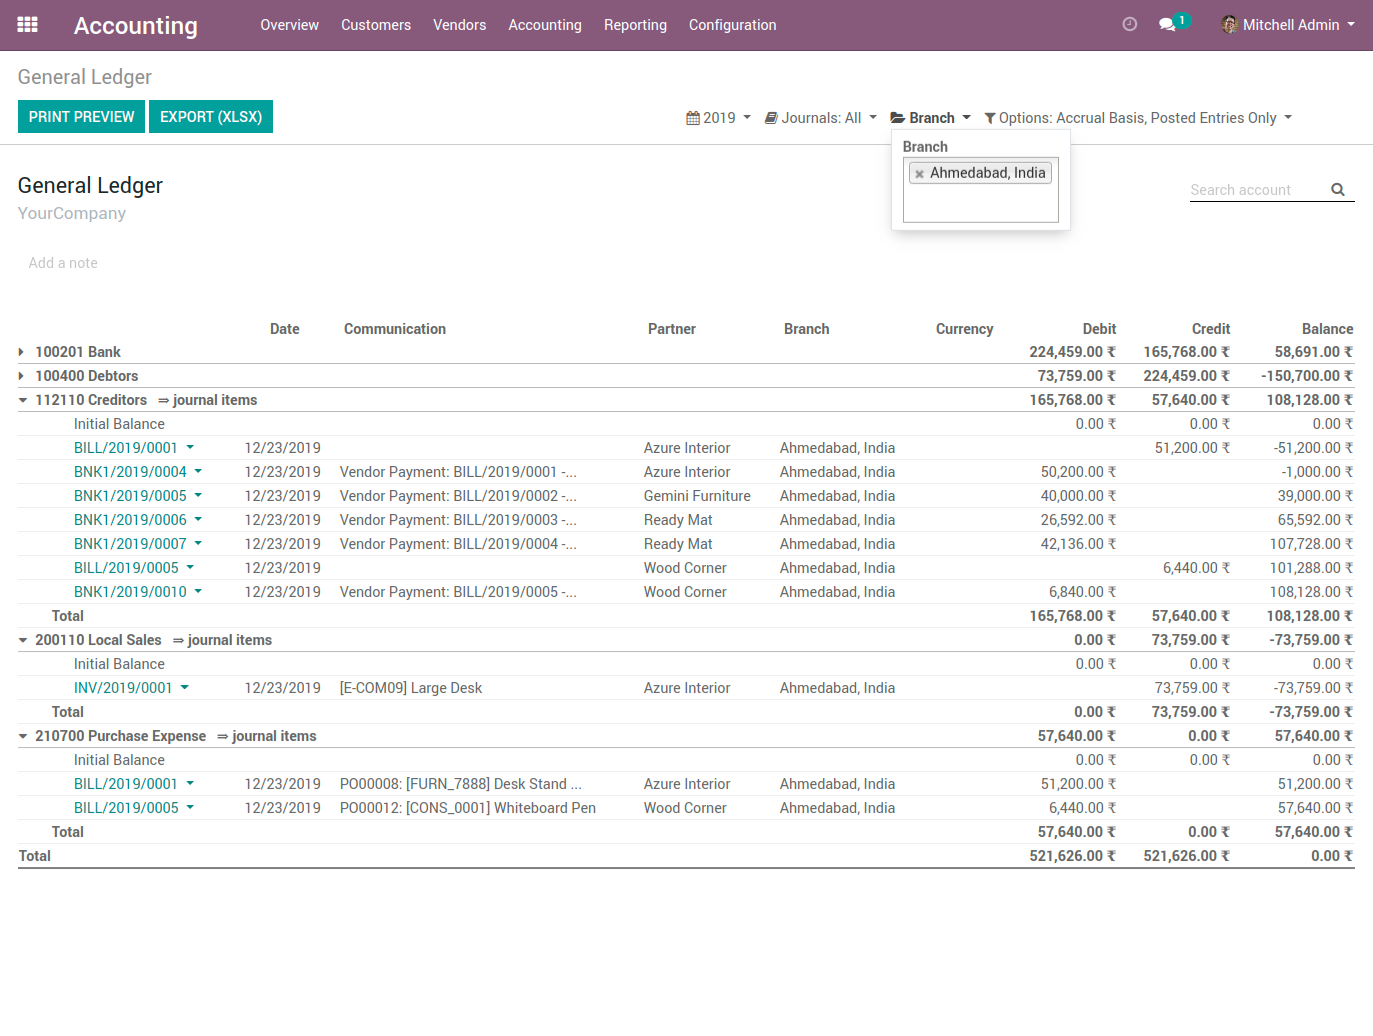 Accounting Overview Customers Vendors Accounting Reporting Configuration 1 Mitchell Admin
General Ledger
PRINT PREVIEW EXPORT (XLSX) 2019 Journals: All Branch Options: Accrual Basis, Posted Entries Only
Branch
Ahmedabad, India
General Ledger
Search account
YourCompany
Add a note
Date Communication Partner Branch Currency Debit Credit Balance
100201 Bank 224,459.00 ₹ 165,768.00 ₹ 58,691.00 ₹
100400 Debtors 73,759.00 ₹ 224,459.00 ₹ -150,700.00 ₹
112110 Creditors ⇒ journal items 165,768.00 ₹ 57,640.00 ₹ 108,128.00 ₹
Initial Balance 0.00 ₹ 0.00 ₹ 0.00 ₹
BILL/2019/0001 12/23/2019 Azure Interior Ahmedabad, India 51,200.00 ₹ -51,200.00 ₹
BNK1/2019/0004 12/23/2019 Vendor Payment: BILL/2019/0001 -... Azure Interior Ahmedabad, India 50,200.00 ₹ -1,000.00 ₹
BNK1/2019/0005 12/23/2019 Vendor Payment: BILL/2019/0002 -... Gemini Furniture Ahmedabad, India 40,000.00 ₹ 39,000.00 ₹
BNK1/2019/0006 12/23/2019 Vendor Payment: BILL/2019/0003 -... Ready Mat Ahmedabad, India 26,592.00 ₹ 65,592.00 ₹
BNK1/2019/0007 12/23/2019 Vendor Payment: BILL/2019/0004 -... Ready Mat Ahmedabad, India 42,136.00 ₹ 107,728.00 ₹
BILL/2019/0005 12/23/2019 Wood Corner Ahmedabad, India 6,440.00 ₹ 101,288.00 ₹
BNK1/2019/0010 12/23/2019 Vendor Payment: BILL/2019/0005 -... Wood Corner Ahmedabad, India 6,840.00 ₹ 108,128.00 ₹
Total 165,768.00 ₹ 57,640.00 ₹ 108,128.00 ₹
200110 Local Sales ⇒ journal items 0.00 ₹ 73,759.00 ₹ -73,759.00 ₹
Initial Balance 0.00 ₹ 0.00 ₹ 0.00 ₹
INV/2019/0001 12/23/2019 [E-COM09] Large Desk Azure Interior Ahmedabad, India 73,759.00 ₹ -73,759.00 ₹
Total 0.00 ₹ 73,759.00 ₹ -73,759.00 ₹
210700 Purchase Expense ⇒ journal items 57,640.00 ₹ 0.00 ₹ 57,640.00 ₹
Initial Balance 0.00 ₹ 0.00 ₹ 0.00 ₹
BILL/2019/0001 12/23/2019 PO00008: [FURN_7888] Desk Stand ... Azure Interior Ahmedabad, India 51,200.00 ₹ 51,200.00 ₹
BILL/2019/0005 12/23/2019 PO00012: [CONS_0001] Whiteboard Pen Wood Corner Ahmedabad, India 6,440.00 ₹ 57,640.00 ₹
Total 57,640.00 ₹ 0.00 ₹ 57,640.00 ₹
Total 521,626.00 ₹ 521,626.00 ₹ 0.00 ₹